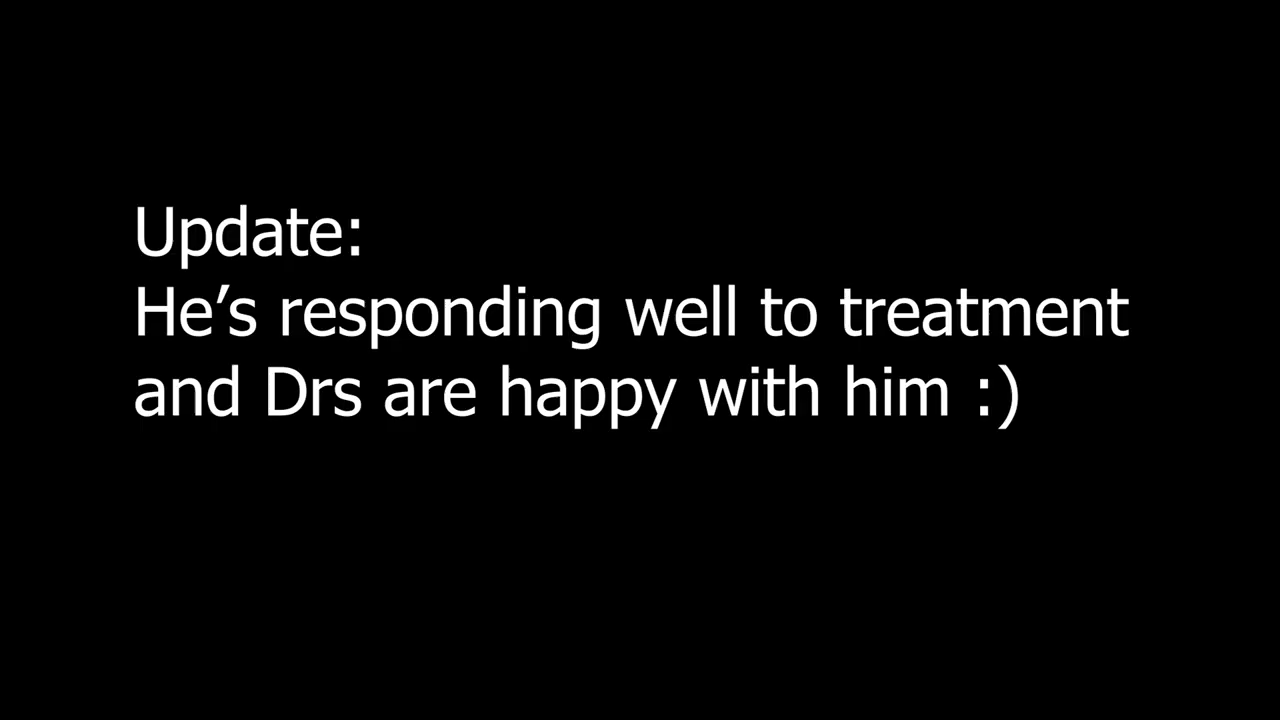 Update:
He’s responding well to treatment
and Drs are happy with him :)